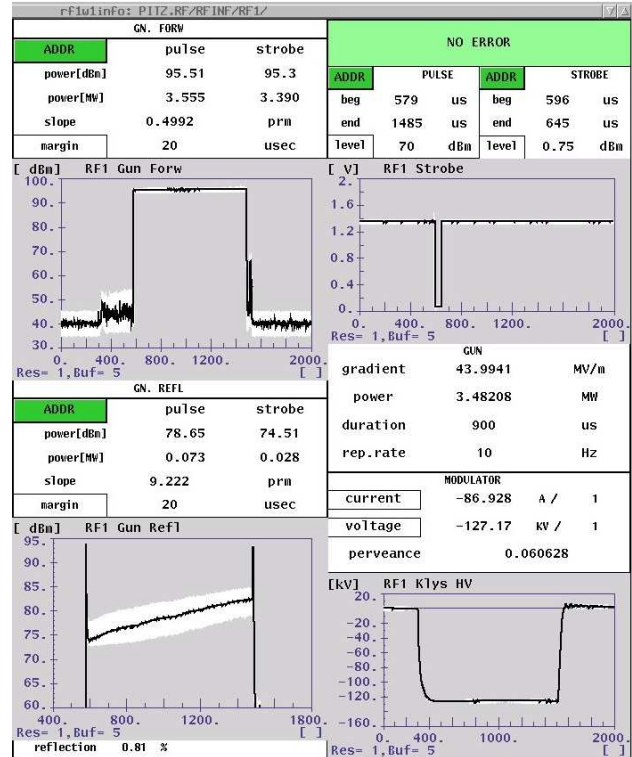 rf1w1info: PITZ.RF/RFINF/RF1/
GN. FORW
ADDR pulse strobe
power[dBm] 95.51 95.3
power[MW] 3.555 3.390
slope 0.4992 prm
margin 20 usec
NO ERROR
ADDR PULSE ADDR STROBE
beg 579 us beg 596 us
end 1485 us end 645 us
level 70 dBm level 0.75 dBm
[ dBm] RF1 Gun Forw
100.
90.
80.
70.
60.
50.
40.
30.
0. 400. 800. 1200. 2000.
Res= 1,Buf= 5 [ ]
[ V] RF1 Strobe
2.
1.6
1.2
0.8
0.4
0.
0. 400. 800. 1200. 2000.
Res= 1,Buf= 5 [ ]
GUN
gradient 43.9941 MV/m
power 3.48208 MW
duration 900 us
rep.rate 10 Hz
GN. REFL
ADDR pulse strobe
power[dBm] 78.65 74.51
power[MW] 0.073 0.028
slope 9.222 prm
margin 20 usec
MODULATOR
current -86.928 A / 1
voltage -127.17 KV / 1
perveance 0.060628
[ dBm] RF1 Gun Refl
95.
90.
85.
80.
75.
70.
65.
60.
400. 800. 1200. 1800.
Res= 1,Buf= 5 [ ]
reflection 0.81 %
[kV] RF1 Klys HV
20.
-20.
-40.
-60.
-80.
-100.
-120.
-160.
0. 400. 1000. 2000.
Res= 1,Buf= 5 [ ]